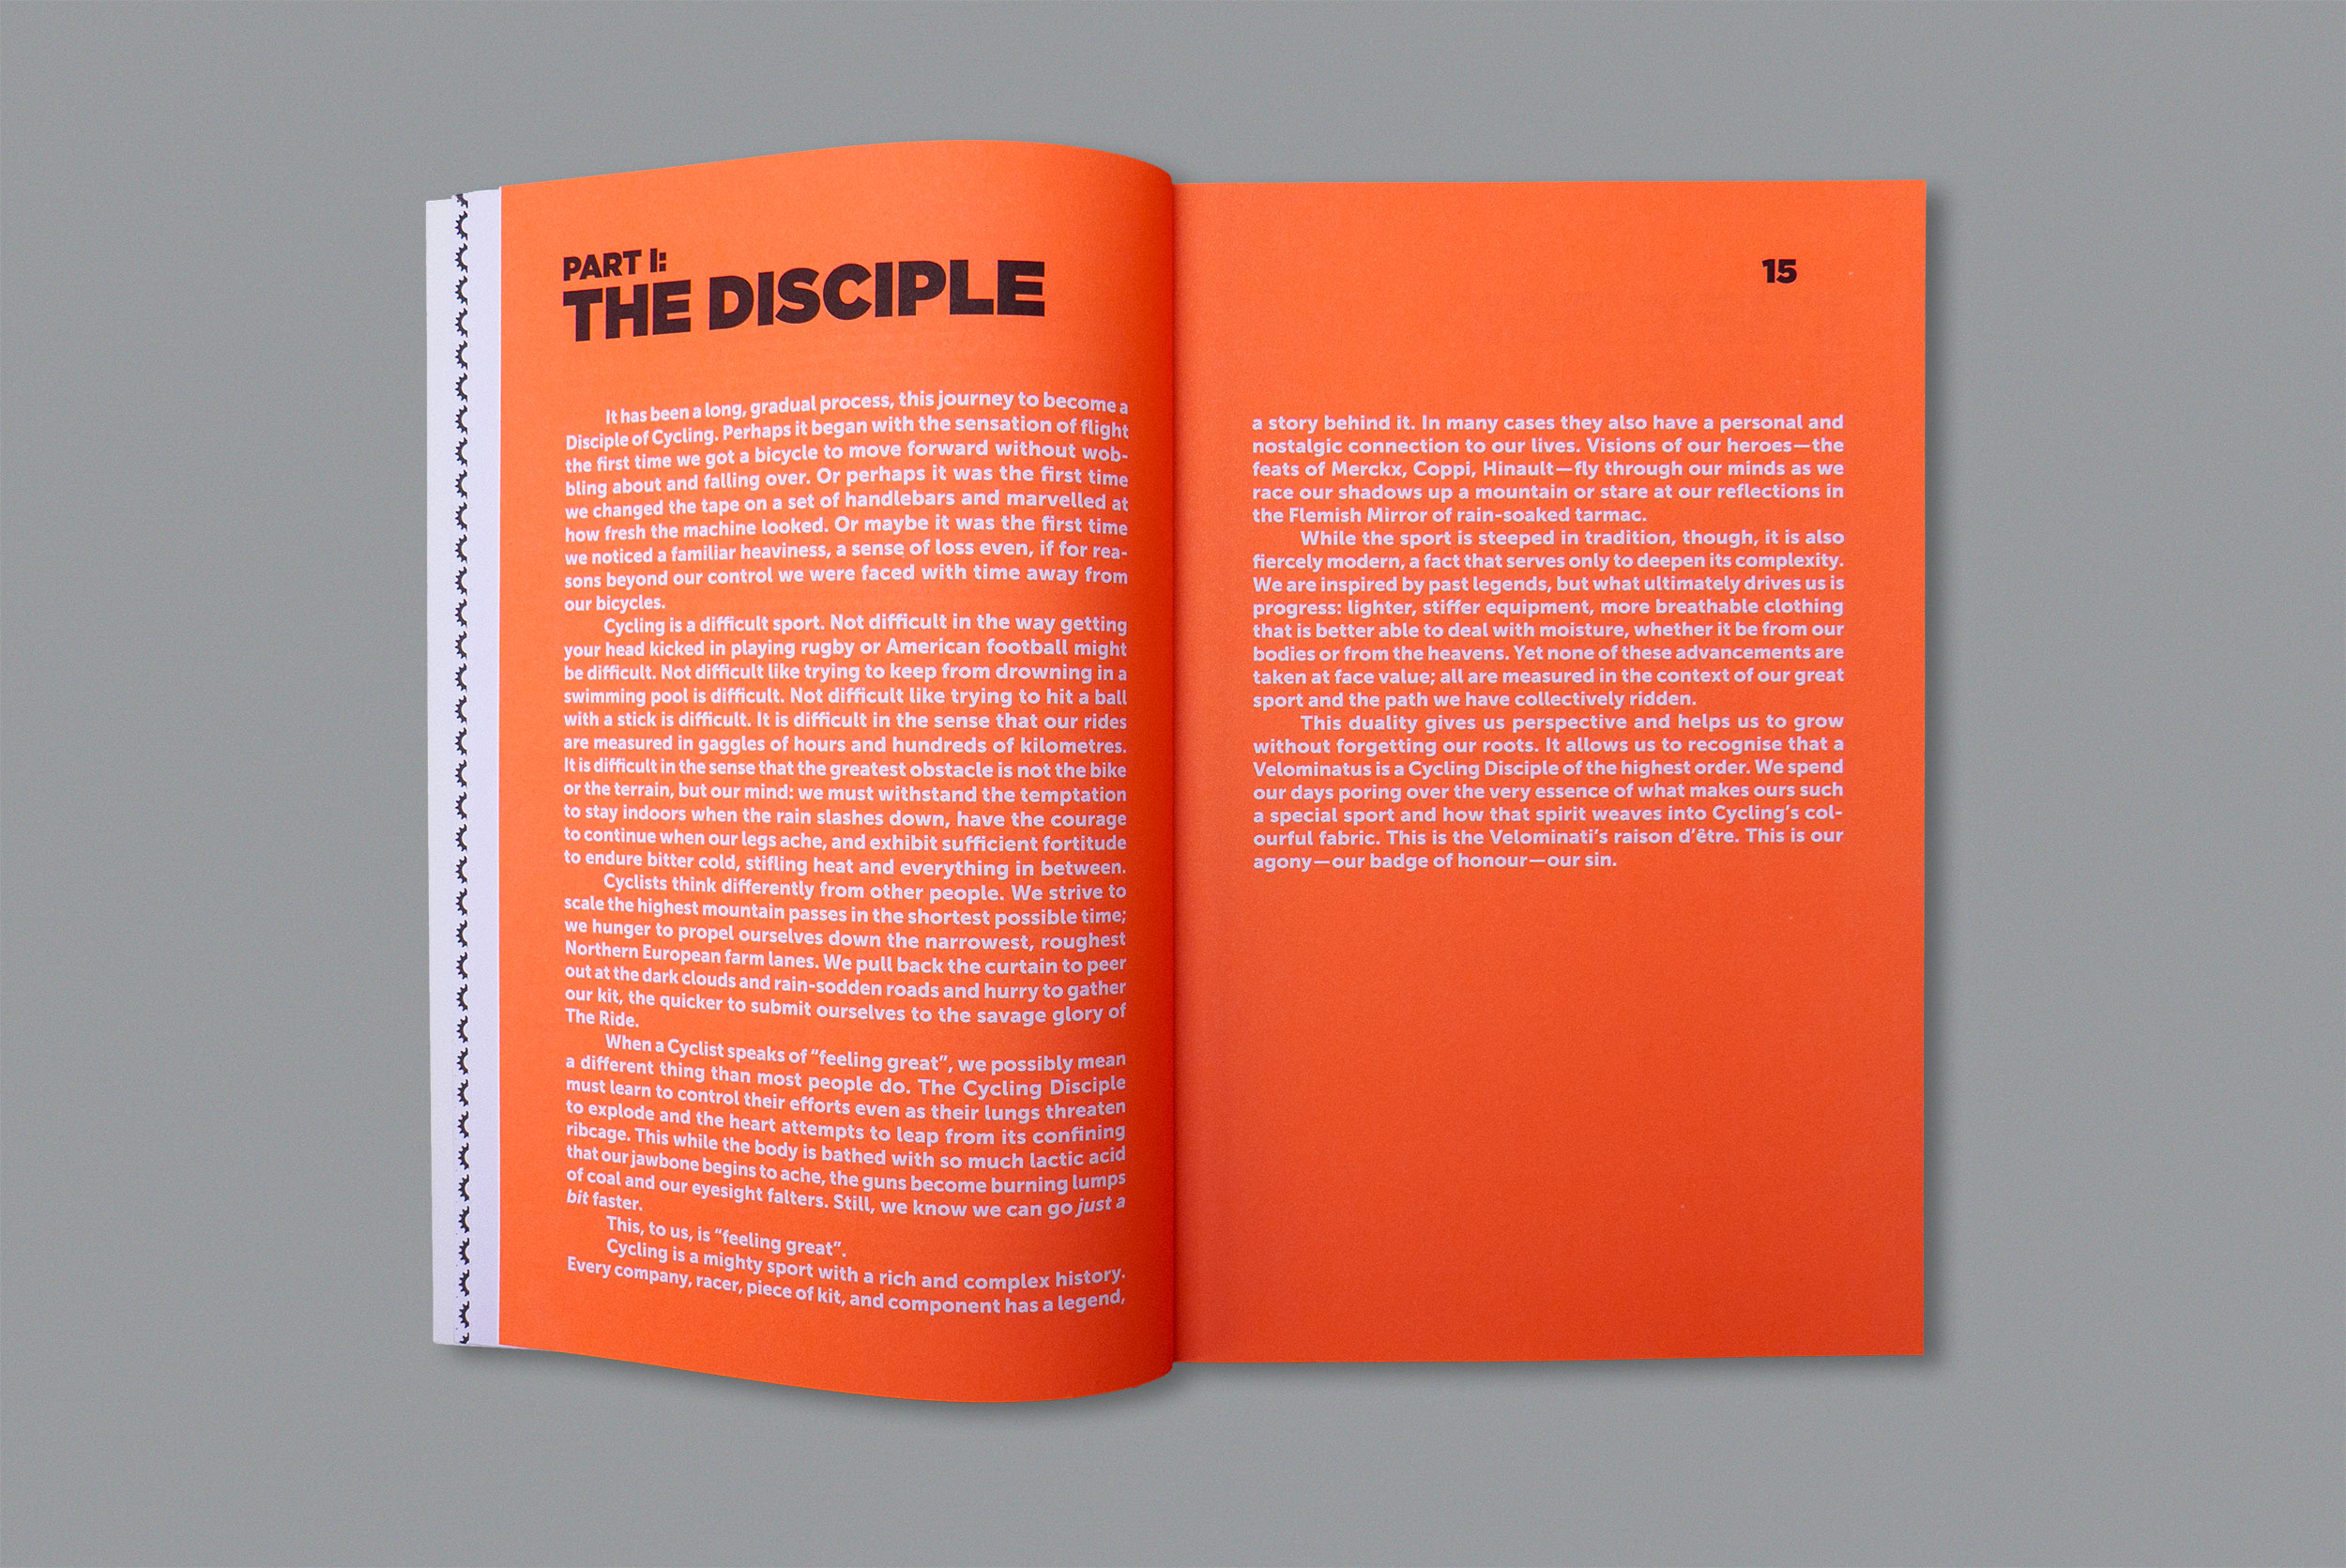 PART I:
THE DISCIPLE
It has been a long, gradual process, this journey to become a
Disciple of Cycling. Perhaps it began with the sensation of flight
the first time we got a bicycle to move forward without wob-
bling about and falling over. Or perhaps it was the first time
we changed the tape on a set of handlebars and marvelled at
how fresh the machine looked. Or maybe it was the first time
we noticed a familiar heaviness, a sense of loss even, if for rea-
sons beyond our control we were faced with time away from
our bicycles.
Cycling is a difficult sport. Not difficult in the way getting
your head kicked in playing rugby or American football might
be difficult. Not difficult like trying to keep from drowning in a
swimming pool is difficult. Not difficult like trying to hit a ball
with a stick is difficult. It is difficult in the sense that our rides
are measured in gaggles of hours and hundreds of kilometres.
It is difficult in the sense that the greatest obstacle is not the bike
or the terrain, but our mind: we must withstand the temptation
to stay indoors when the rain slashes down, have the courage
to continue when our legs ache, and exhibit sufficient fortitude
to endure bitter cold, stifling heat and everything in between.
Cyclists think differently from other people. We strive to
scale the highest mountain passes in the shortest possible time;
we hunger to propel ourselves down the narrowest, roughest
Northern European farm lanes. We pull back the curtain to peer
out at the dark clouds and rain-sodden roads and hurry to gather
our kit, the quicker to submit ourselves to the savage glory of
The Ride.
When a Cyclist speaks of “feeling great”, we possibly mean
a different thing than most people do. The Cycling Disciple
must learn to control their efforts even as their lungs threaten
to explode and the heart attempts to leap from its confining
ribcage. This while the body is bathed with so much lactic acid
that our jawbone begins to ache, the guns become burning lumps
of coal and our eyesight falters. Still, we know we can go just a
bit faster.
This, to us, is “feeling great”.
Cycling is a mighty sport with a rich and complex history.
Every company, racer, piece of kit, and component has a legend,
15
a story behind it. In many cases they also have a personal and
nostalgic connection to our lives. Visions of our heroes—the
feats of Merckx, Coppi, Hinault—fly through our minds as we
race our shadows up a mountain or stare at our reflections in
the Flemish Mirror of rain-soaked tarmac.
While the sport is steeped in tradition, though, it is also
fiercely modern, a fact that serves only to deepen its complexity.
We are inspired by past legends, but what ultimately drives us is
progress: lighter, stiffer equipment, more breathable clothing
that is better able to deal with moisture, whether it be from our
bodies or from the heavens. Yet none of these advancements are
taken at face value; all are measured in the context of our great
sport and the path we have collectively ridden.
This duality gives us perspective and helps us to grow
without forgetting our roots. It allows us to recognise that a
Velominatus is a Cycling Disciple of the highest order. We spend
our days poring over the very essence of what makes ours such
a special sport and how that spirit weaves into Cycling’s col-
ourful fabric. This is the Velominati’s raison d’être. This is our
agony—our badge of honour—our sin.